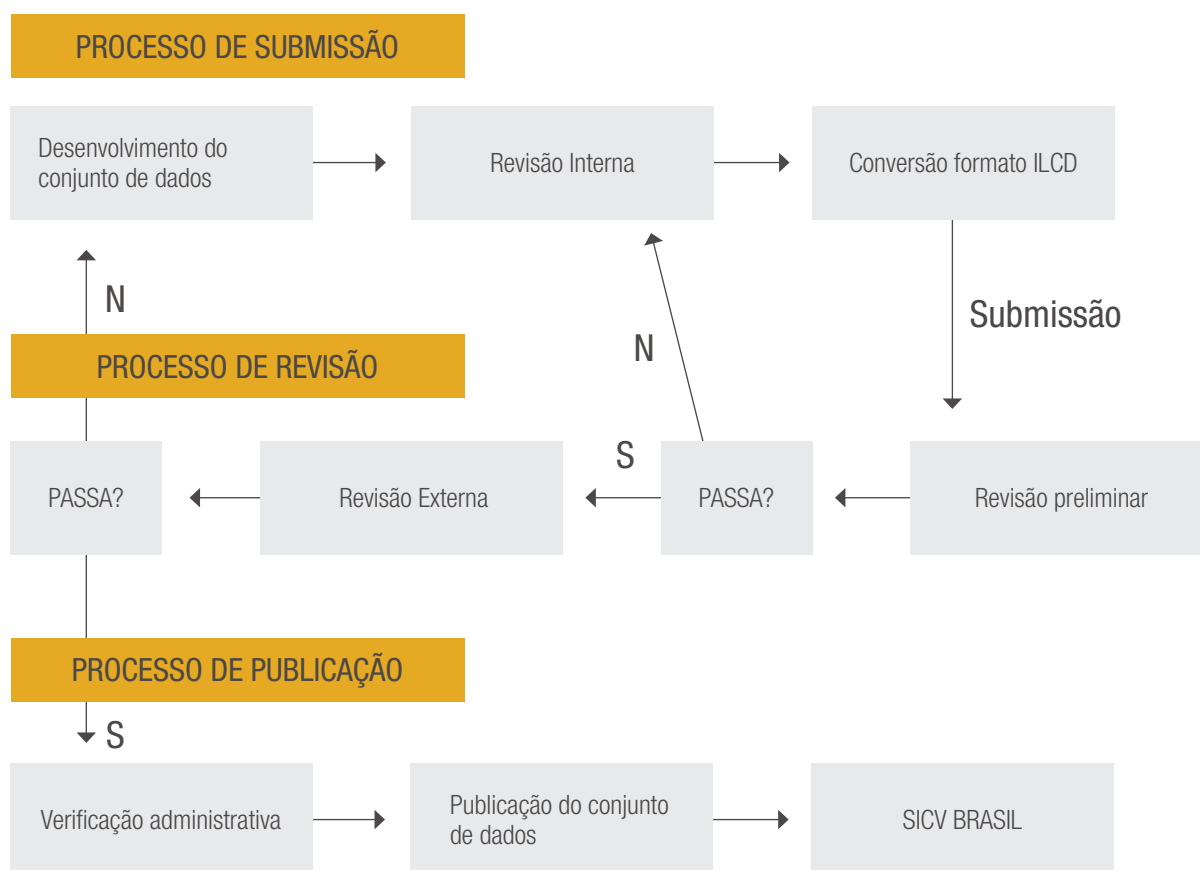 PROCESSO DE SUBMISSÃO
Desenvolvimento do
conjunto de dados
Revisão Interna
Conversão formato ILCD
N
N
Submissão
PROCESSO DE REVISÃO
PASSA?
Revisão Externa
S
PASSA?
Revisão preliminar
PROCESSO DE PUBLICAÇÃO
S
Verificação administrativa
Publicação do conjunto
de dados
SICV BRASIL